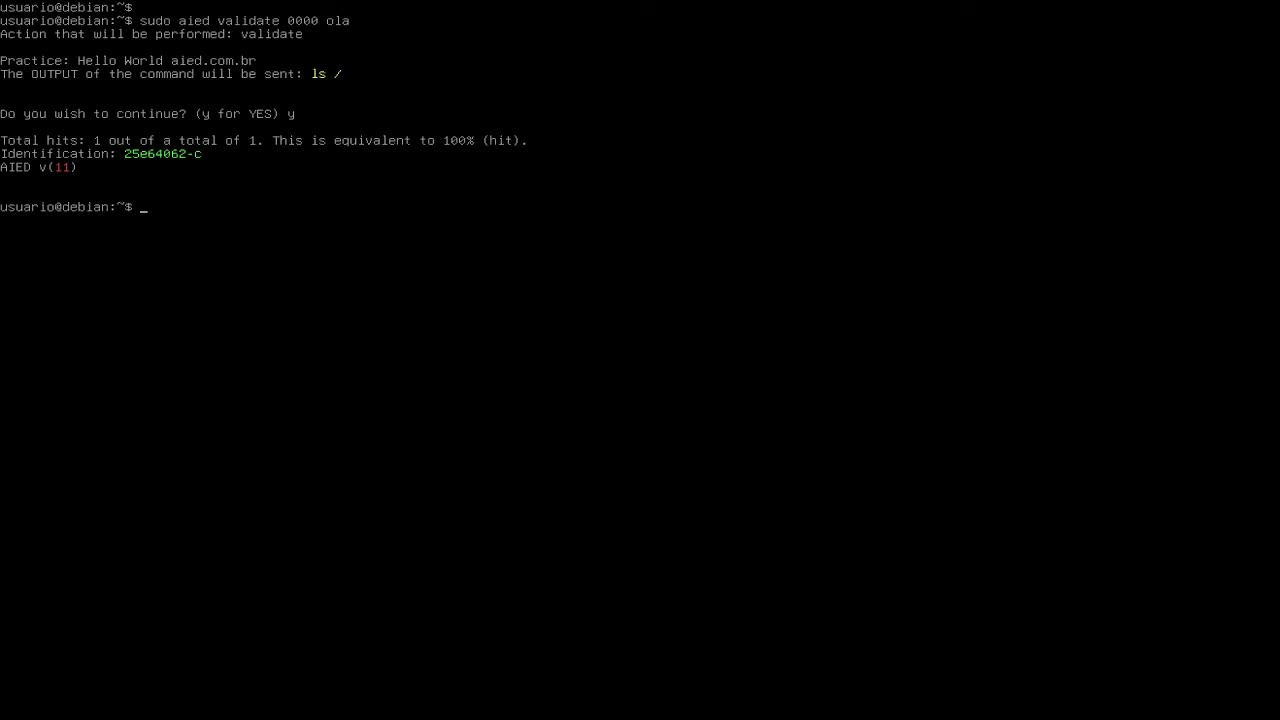 usuario@debian:~$
usuario@debian:~$ sudo aied validate 0000 ola
Action that will be performed: validate
Practice: Hello World aied.com.br
The OUTPUT of the command will be sent: ls /
Do you wish to continue? (y for YES) y
Total hits: 1 out of a total of 1. This is equivalent to 100% (hit).
Identification: 25e64062-c
AIED v(11)
usuario@debian:~$ _